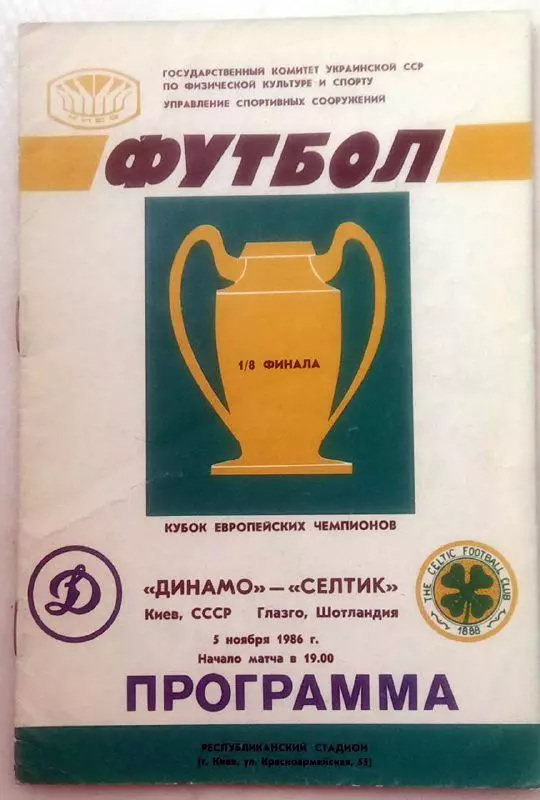 КИЕВ
ГОСУДАРСТВЕННЫЙ КОМИТЕТ УКРАИНСКОЙ ССР
ПО ФИЗИЧЕСКОЙ КУЛЬТУРЕ И СПОРТУ
УПРАВЛЕНИЕ СПОРТИВНЫХ СООРУЖЕНИЙ
ФУТБОЛ
1/8 ФИНАЛА
КУБОК ЕВРОПЕЙСКИХ ЧЕМПИОНОВ
Д
«ДИНАМО» — «СЕЛТИК»
Киев, СССР Глазго, Шотландия
5 ноября 1986 г.
Начало матча в 19.00
THE CELTIC FOOTBALL CLUB
1888
ПРОГРАММА
РЕСПУБЛИКАНСКИЙ СТАДИОН
(г. Киев, ул. Красноармейская, 55)